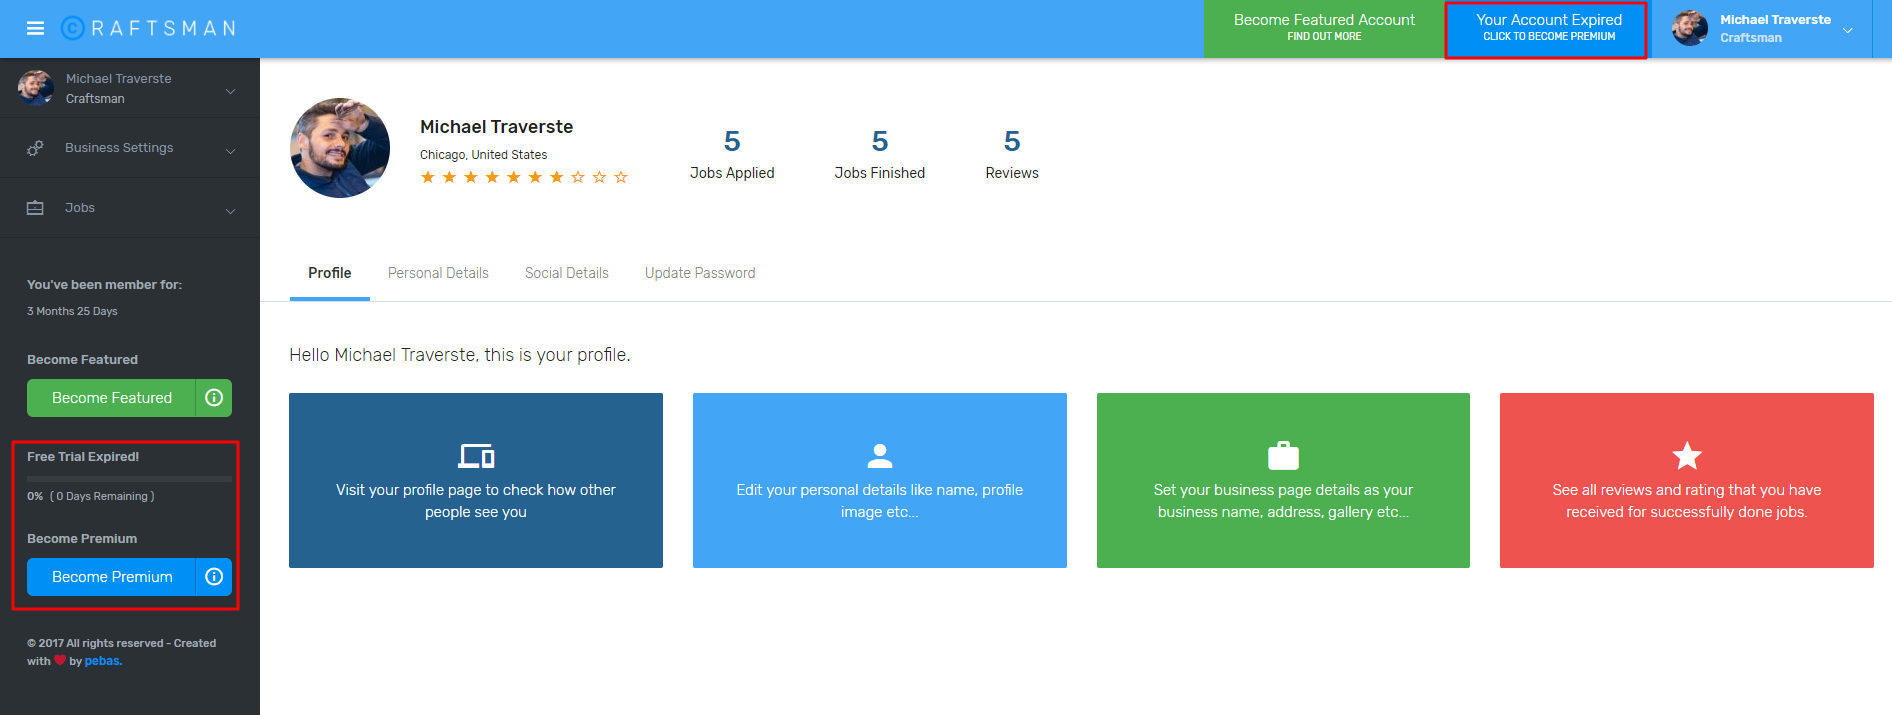 ©RAFTSMAN
Become Featured Account
FIND OUT MORE
Your Account Expired
CLICK TO BECOME PREMIUM
Michael Traverste
Craftsman
Michael Traverste
Craftsman
Business Settings
Jobs
You've been member for:
3 Months 25 Days
Become Featured
Become Featured
Free Trial Expired!
0% ( 0 Days Remaining )
Become Premium
Become Premium
© 2017 All rights reserved - Created
with ❤ by pebas.
Michael Traverste
Chicago, United States
5
Jobs Applied
5
Jobs Finished
5
Reviews
Profile
Personal Details
Social Details
Update Password
Hello Michael Traverste, this is your profile.
Visit your profile page to check how other
people see you
Edit your personal details like name, profile
image etc...
Set your business page details as your
business name, address, gallery etc...
See all reviews and rating that you have
received for successfully done jobs.